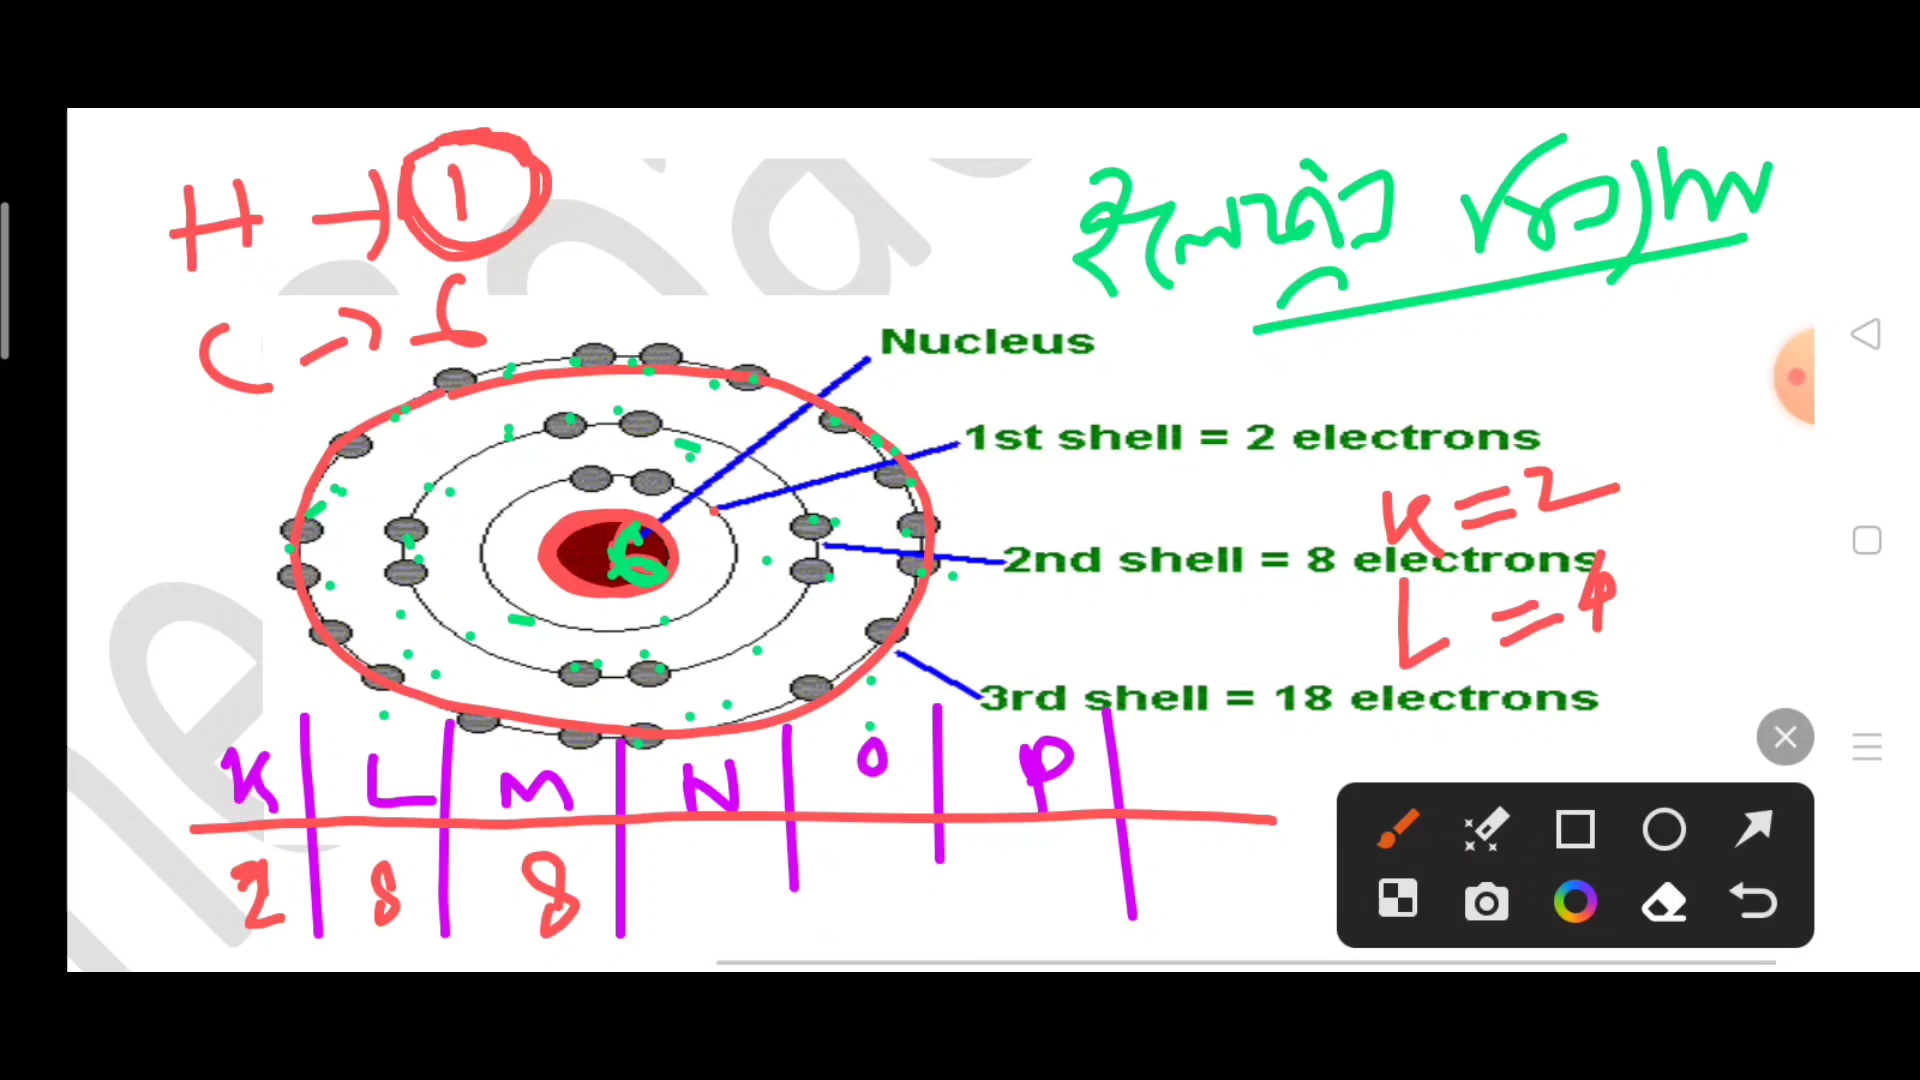 H → 1
C → 6
Nucleus
1st shell = 2 electrons
K = 2
2nd shell = 8 electrons
L = 4
3rd shell = 18 electrons
K L M N O P
2 8 8
6